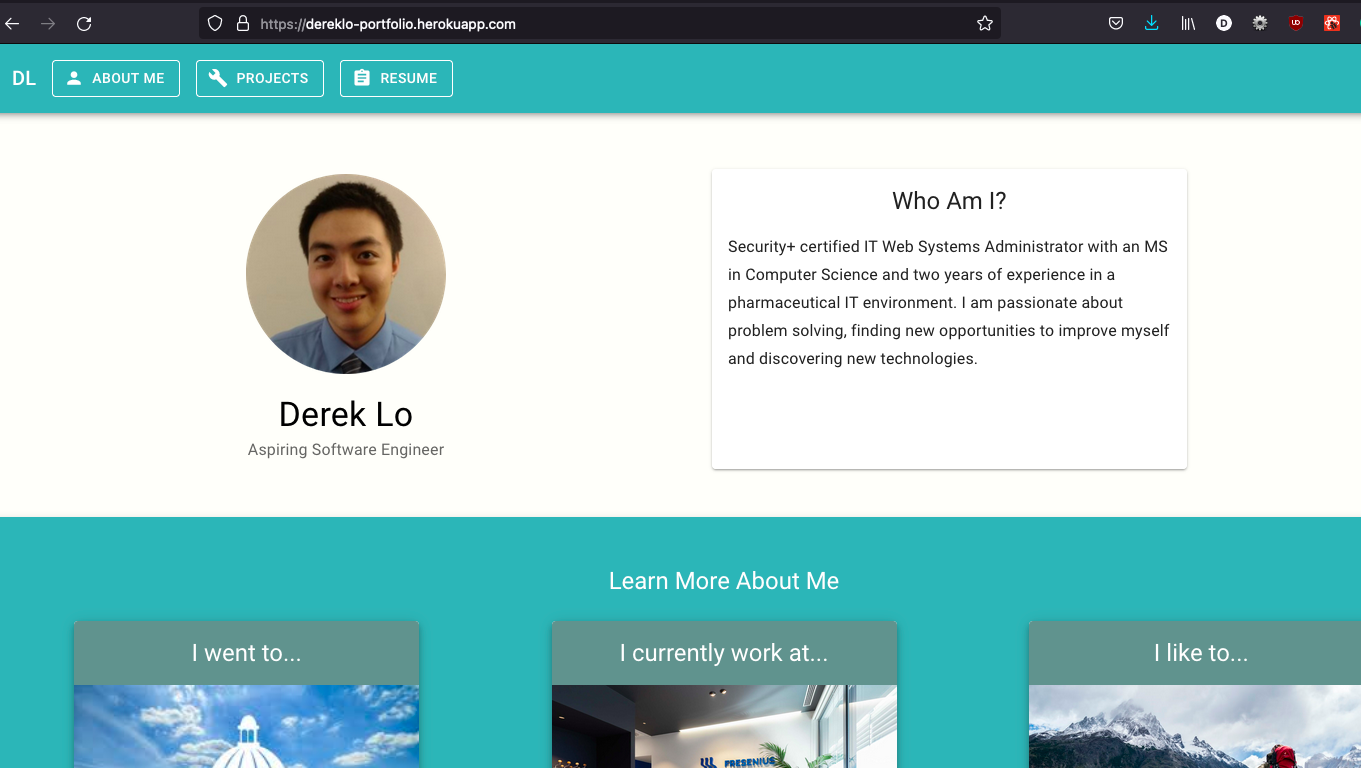 https://dereklo-portfolio.herokuapp.com
D
UD
DL
ABOUT ME
PROJECTS
RESUME
Who Am I?
Security+ certified IT Web Systems Administrator with an MS
in Computer Science and two years of experience in a
pharmaceutical IT environment. I am passionate about
problem solving, finding new opportunities to improve myself
and discovering new technologies.
Derek Lo
Aspiring Software Engineer
Learn More About Me
I went to...
I currently work at...
I like to...
FRESENIUS